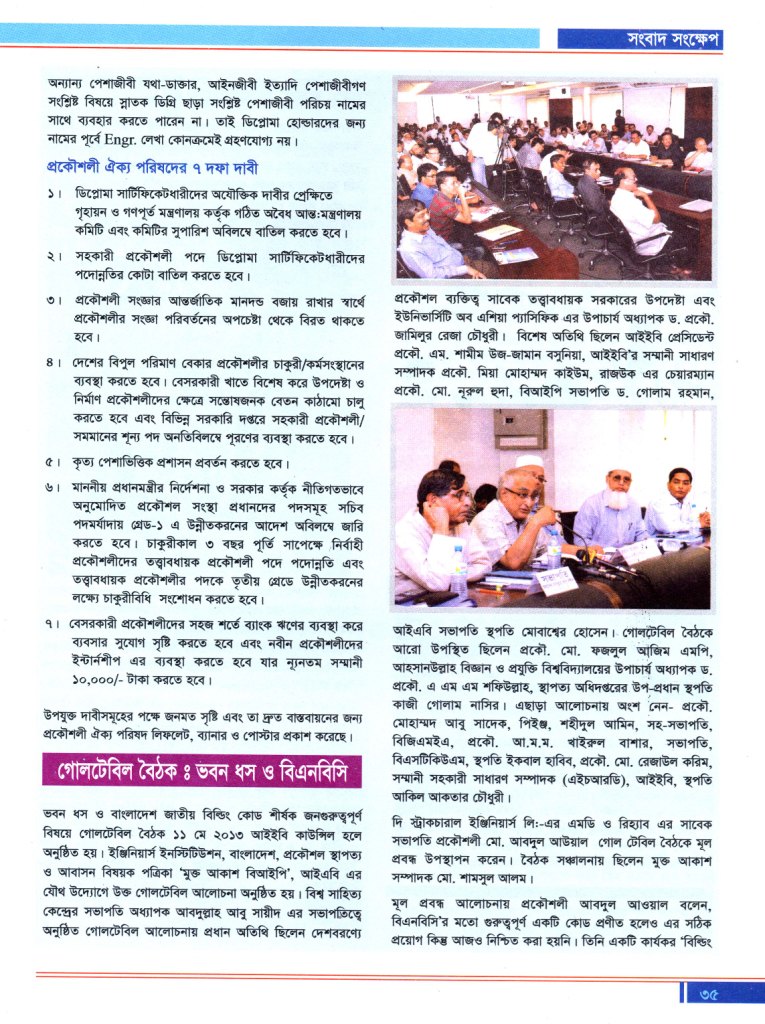 সংবাদ সংক্ষেপ
অন্যান্য পেশাজীবী যথা-ডাক্তার, আইনজীবী ইত্যাদি পেশাজীবীগণ
সংশ্লিষ্ট বিষয়ে স্নাতক ডিগ্রি ছাড়া সংশ্লিষ্ট পেশাজীবী পরিচয় নামের
সাথে ব্যবহার করতে পারেন না। তাই ডিপ্লোমা হোল্ডারদের জন্য
নামের পূর্বে Engr. লেখা কোনক্রমেই গ্রহণযোগ্য নয়।
প্রকৌশলী ঐক্য পরিষদের ৭ দফা দাবী
১। ডিপ্লোমা সার্টিফিকেটধারীদের অযৌক্তিক দাবীর প্রেক্ষিতে
গৃহায়ন ও গণপূর্ত মন্ত্রণালয় কর্তৃক গঠিত অবৈধ আন্ত:মন্ত্রণালয়
কমিটি এবং কমিটির সুপারিশ অবিলম্বে বাতিল করতে হবে।
২। সহকারী প্রকৌশলী পদে ডিপ্লোমা সার্টিফিকেটধারীদের
পদোন্নতির কোটা বাতিল করতে হবে।
৩। প্রকৌশলী সংজ্ঞার আন্তর্জাতিক মানদন্ড বজায় রাখার স্বার্থে
প্রকৌশলীর সংজ্ঞা পরিবর্তনের অপচেষ্টা থেকে বিরত থাকতে
হবে।
৪। দেশের বিপুল পরিমাণ বেকার প্রকৌশলীর চাকুরী/কর্মসংস্থানের
ব্যবস্থা করতে হবে। বেসরকারী খাতে বিশেষ করে উপদেষ্টা ও
নির্মাণ প্রকৌশলীদের ক্ষেত্রে সন্তোষজনক বেতন কাঠামো চালু
করতে হবে এবং বিভিন্ন সরকারি দপ্তরে সহকারী প্রকৌশলী/
সমমানের শূন্য পদ অনতিবিলম্বে পূরণের ব্যবস্থা করতে হবে।
৫। কৃত্য পেশাভিত্তিক প্রশাসন প্রবর্তন করতে হবে।
৬। মাননীয় প্রধানমন্ত্রীর নির্দেশনা ও সরকার কর্তৃক নীতিগতভাবে
অনুমোদিত প্রকৌশল সংস্থা প্রধানদের পদসমূহ সচিব
পদমর্যাদায় গ্রেড-১ এ উন্নীতকরনের আদেশ অবিলম্বে জারি
করতে হবে। চাকুরীকাল ৩ বছর পূর্তি সাপেক্ষে নির্বাহী
প্রকৌশলীদের তত্ত্বাবধায়ক প্রকৌশলী পদে পদোন্নতি এবং
তত্ত্বাবধায়ক প্রকৌশলীর পদকে তৃতীয় গ্রেডে উন্নীতকরনের
লক্ষ্যে চাকুরীবিধি সংশোধন করতে হবে।
৭। বেসরকারী প্রকৌশলীদের সহজ শর্তে ব্যাংক ঋণের ব্যবস্থা করে
ব্যবসার সুযোগ সৃষ্টি করতে হবে এবং নবীন প্রকৌশলীদের
ইন্টার্নশীপ এর ব্যবস্থা করতে হবে যার ন্যূনতম সম্মানী
১০,০০০/- টাকা করতে হবে।
উপযুক্ত দাবীসমূহের পক্ষে জনমত সৃষ্টি এবং তা দ্রুত বাস্তবায়নের জন্য
প্রকৌশলী ঐক্য পরিষদ লিফলেট, ব্যানার ও পোস্টার প্রকাশ করেছে।
গোলটেবিল বৈঠক ঃ ভবন ধস ও বিএনবিসি
ভবন ধস ও বাংলাদেশ জাতীয় বিল্ডিং কোড শীর্ষক জনগুরুত্বপূর্ণ
বিষয়ে গোলটেবিল বৈঠক ১১ মে ২০১৩ আইইবি কাউন্সিল হলে
অনুষ্ঠিত হয়। ইঞ্জিনিয়ার্স ইনস্টিটিউশন, বাংলাদেশ, প্রকৌশল স্থাপত্য
ও আবাসন বিষয়ক পত্রিকা ‘মুক্ত আকাশ বিআইপি’, আইএবি এর
যৌথ উদ্যোগে উক্ত গোলটেবিল আলোচনা অনুষ্ঠিত হয়। বিশ্ব সাহিত্য
কেন্দ্রের সভাপতি অধ্যাপক আবদুল্লাহ আবু সায়ীদ এর সভাপতিত্বে
অনুষ্ঠিত গোলটেবিল আলোচনায় প্রধান অতিথি ছিলেন দেশবরণ্যে
প্রকৌশল ব্যক্তিত্ব সাবেক তত্ত্বাবধায়ক সরকারের উপদেষ্টা এবং
ইউনিভার্সিটি অব এশিয়া প্যাসিফিক এর উপাচার্য অধ্যাপক ড. প্রকৌ.
জামিলুর রেজা চৌধুরী। বিশেষ অতিথি ছিলেন আইইবি প্রেসিডেন্ট
প্রকৌ. এম. শামীম উজ-জামান বসুনিয়া, আইইবি'র সম্মানী সাধারণ
সম্পাদক প্রকৌ. মিয়া মোহাম্মদ কাইউম, রাজউক এর চেয়ারম্যান
প্রকৌ. মো. নূরুল হুদা, বিআইপি সভাপতি ড. গোলাম রহমান,
সভাপতি
আইএবি সভাপতি স্থপতি মোবাশ্বের হোসেন। গোলটেবিল বৈঠকে
আরো উপস্থিত ছিলেন প্রকৌ. মো. ফজলুল আজিম এমপি,
আহসানউল্লাহ বিজ্ঞান ও প্রযুক্তি বিশ্ববিদ্যালয়ের উপাচার্য অধ্যাপক ড.
প্রকৌ. এ এম এম শফিউল্লাহ, স্থাপত্য অধিদপ্তরের উপ-প্রধান স্থপতি
কাজী গোলাম নাসির। এছাড়া আলোচনায় অংশ নেন- প্রকৌ.
মোহাম্মদ আবু সাদেক, পিইঞ্জ, শহীদুল আমিন, সহ-সভাপতি,
বিজিএমইএ, প্রকৌ. আ.ম.ম. খাইরুল বাশার, সভাপতি,
বিএসটিকিউএম, স্থপতি ইকবাল হাবিব, প্রকৌ. মো. রেজাউল করিম,
সম্মানী সহকারী সাধারণ সম্পাদক (এইচআরডি), আইইবি, স্থপতি
আকিল আকতার চৌধুরী।
দি স্ট্রাকচারাল ইঞ্জিনিয়ার্স লি:-এর এমডি ও রিহ্যাব এর সাবেক
সভাপতি প্রকৌশলী মো. আবদুল আউয়াল গোল টেবিল বৈঠকে মূল
প্রবন্ধ উপস্থাপন করেন। বৈঠক সঞ্চালনায় ছিলেন মুক্ত আকাশ
সম্পাদক মো. শামসুল আলম।
মূল প্রবন্ধ আলোচনায় প্রকৌশলী আবদুল আওয়াল বলেন,
বিএনবিসি’র মতো গুরুত্বপূর্ণ একটি কোড প্রণীত হলেও এর সঠিক
প্রয়োগ কিন্তু আজও নিশ্চিত করা হয়নি। তিনি একটি কার্যকর ‘বিল্ডিং
৩৫